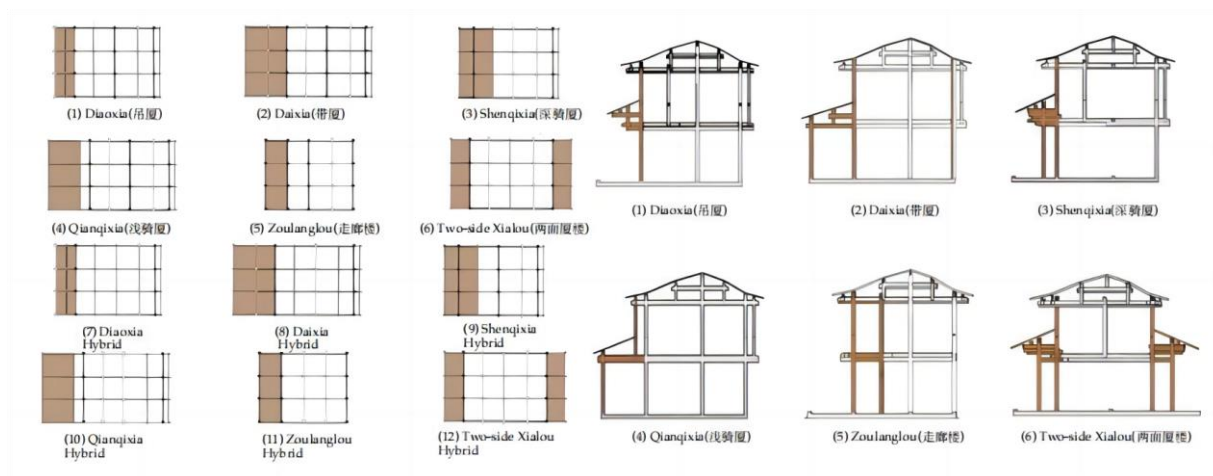 (1) Diaoxia(吊厦)
(2) Daixia(带厦)
(3) Shenqixia(深骑厦)
(4) Qianqixia(浅骑厦)
(5) Zoulanglou(走廊楼)
(6) Two-side Xialou(两面厦楼)
(7) Diaoxia
Hybrid
(8) Daixia
Hybrid
(9) Shenqixia
Hybrid
(10) Qianqixia
Hybrid
(11) Zoulanglou
Hybrid
(12) Two-side Xialou
Hybrid
(1) Diaoxia(吊厦)
(2) Daixia(带厦)
(3) Shenqixia(深骑厦)
(4) Qianqixia(浅骑厦)
(5) Zoulanglou(走廊楼)
(6) Two-side Xialou(两面厦楼)